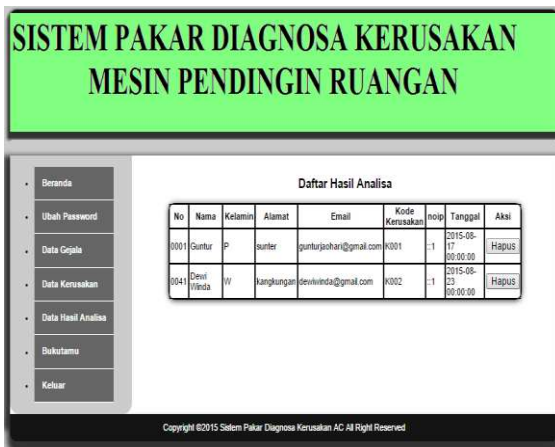 SISTEM PAKAR DIAGNOSA KERUSAKAN
MESIN PENDINGIN RUANGAN
Beranda
Ubah Password
Data Gejala
Data Kerusakan
Data Hasil Analisa
Bukutamu
Keluar
Daftar Hasil Analisa
No Nama Kelamin Alamat Email Kode Kerusakan noip Tanggal Aksi
0001 Guntur P sunter gunturjaohari@gmail.com K001 ::1 2015-08-17 00:00:00 Hapus
0041 Dewi Winda W kangkungan dewiwinda@gmail.com K002 ::1 2015-08-23 00:00:00 Hapus
Copyright ©2015 Sistem Pakar Diagnosa Kerusakan AC All Right Reserved